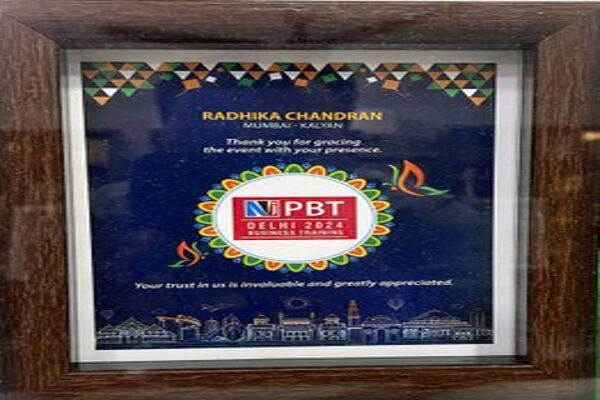 RADHIKA CHANDRAN
MUMBAI - KALYAN
Thank you for gracing
the event with your presence.
NJ PBT
DELHI 2024
BUSINESS TRAINING
Your trust in us is invaluable and greatly appreciated.